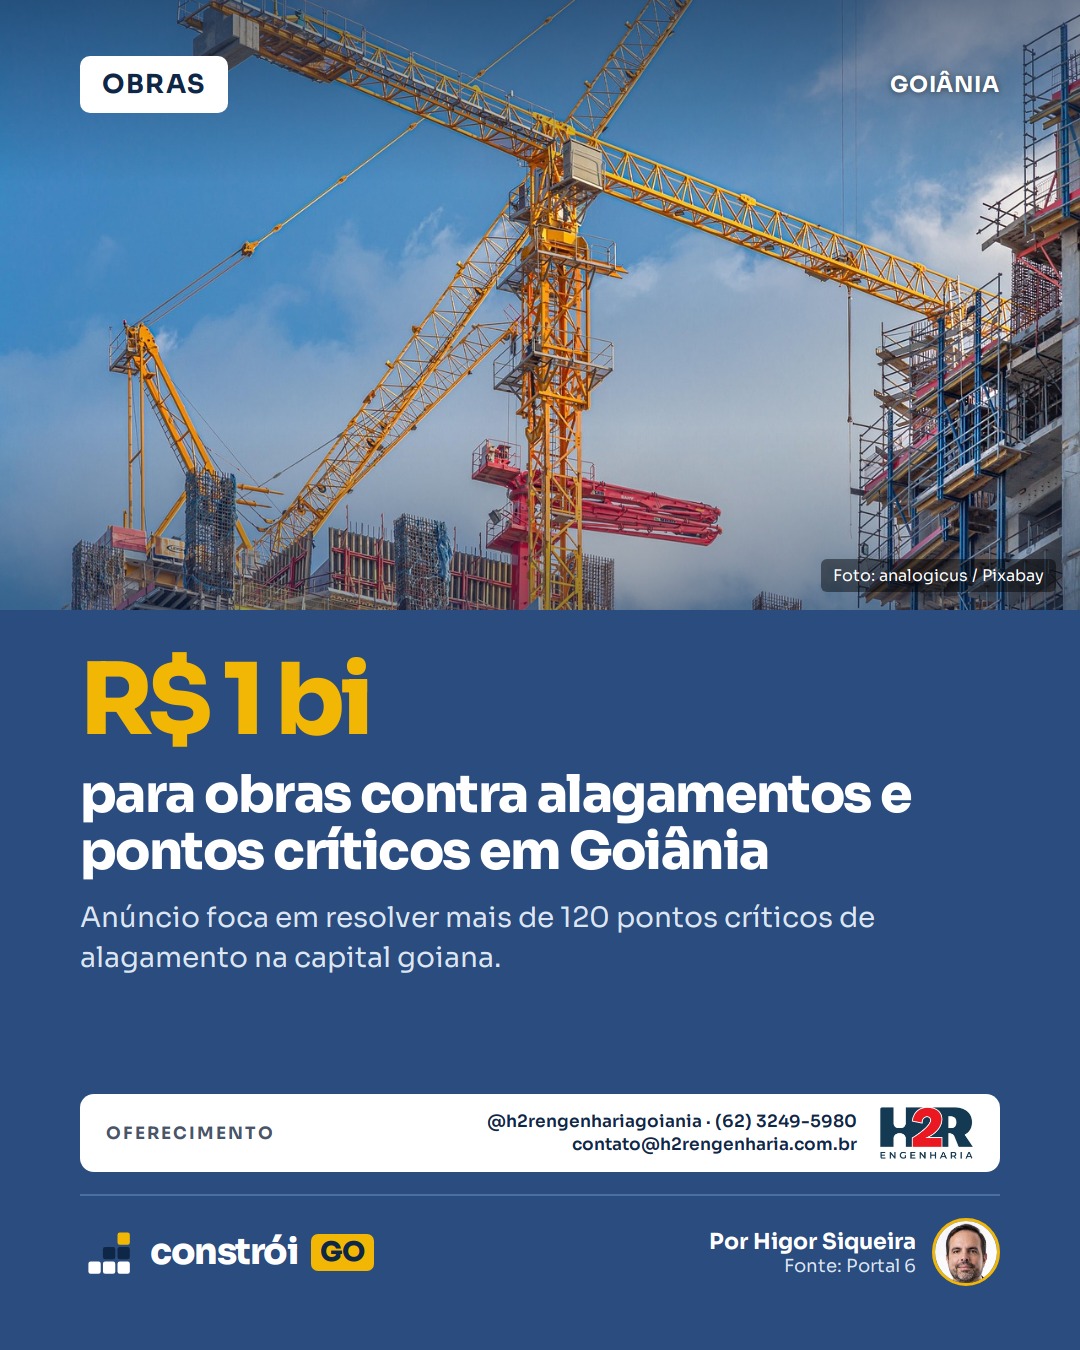 OBRAS
GOIÂNIA
Foto: analogicus / Pixabay
R$ 1 bi
para obras contra alagamentos e
pontos críticos em Goiânia
Anúncio foca em resolver mais de 120 pontos críticos de
alagamento na capital goiana.
OFERECIMENTO
@h2rengenhariagoiania · (62) 3249-5980
contato@h2rengenharia.com.br
H2R
ENGENHARIA
constrói GO
Por Higor Siqueira
Fonte: Portal 6